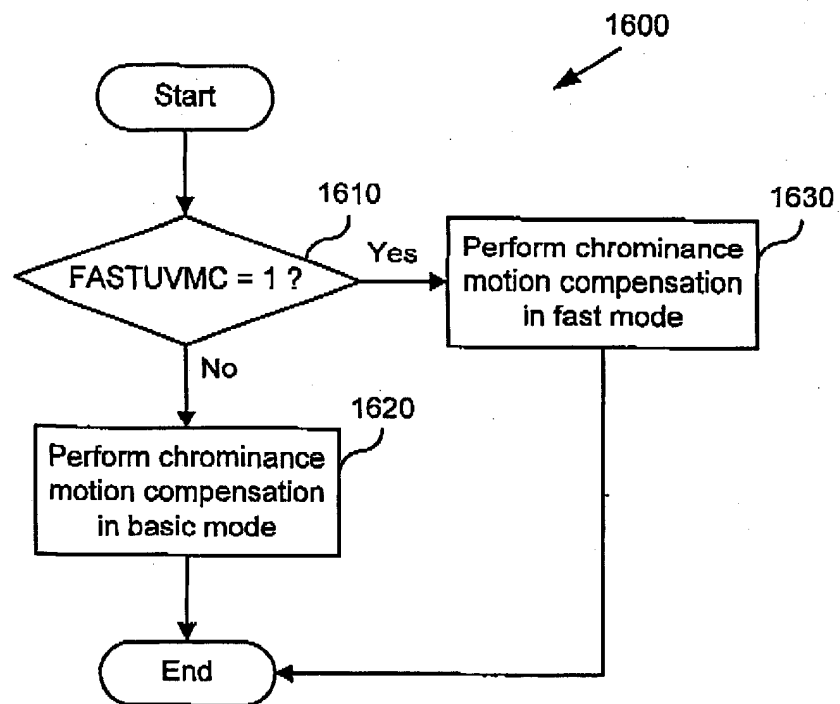 1600
Start
1610
FASTUVMC = 1 ?
Yes
1630
Perform chrominance
motion compensation
in fast mode
No
1620
Perform chrominance
motion compensation
in basic mode
End